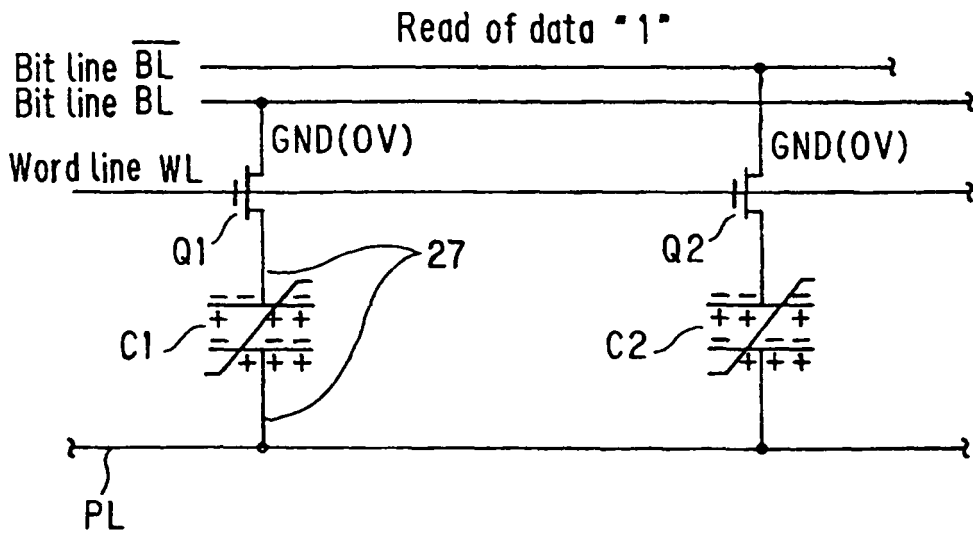 Read of data "1"
Bit line B̅L̅
Bit line BL
GND(0V)
GND(0V)
Word line WL
Q1
27
Q2
− − −
+ + +
C1
− − −
+ + +
− − −
+ +
C2
− − −
+ + +
PL